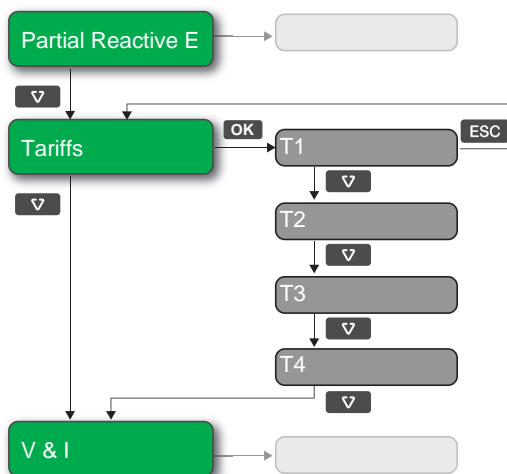 Partial Reactive E
Tariffs
OK
T1
ESC
T2
T3
T4
V & I